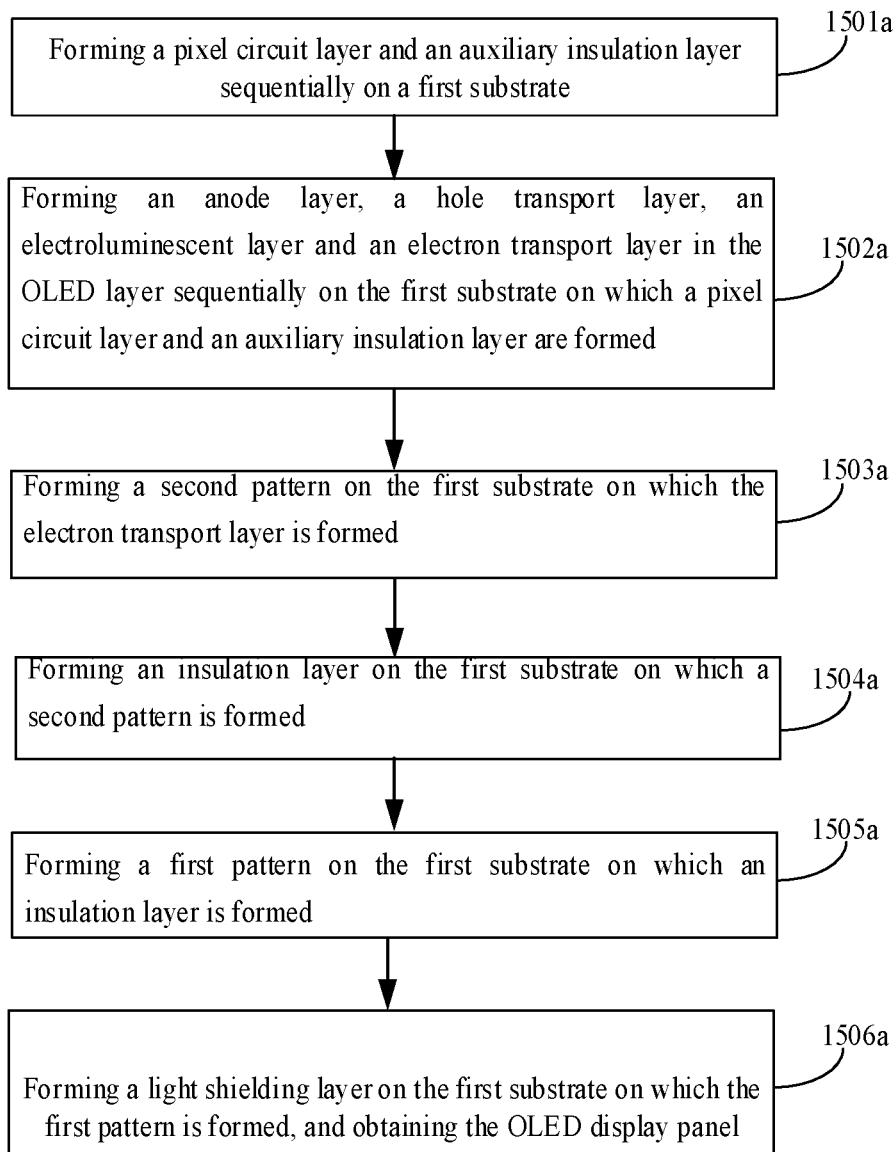 1501a
Forming a pixel circuit layer and an auxiliary insulation layer
sequentially on a first substrate
Forming an anode layer, a hole transport layer, an
electroluminescent layer and an electron transport layer in the
OLED layer sequentially on the first substrate on which a pixel
circuit layer and an auxiliary insulation layer are formed
1502a
Forming a second pattern on the first substrate on which the
electron transport layer is formed
1503a
Forming an insulation layer on the first substrate on which a
second pattern is formed
1504a
Forming a first pattern on the first substrate on which an
insulation layer is formed
1505a
Forming a light shielding layer on the first substrate on which the
first pattern is formed, and obtaining the OLED display panel
1506a